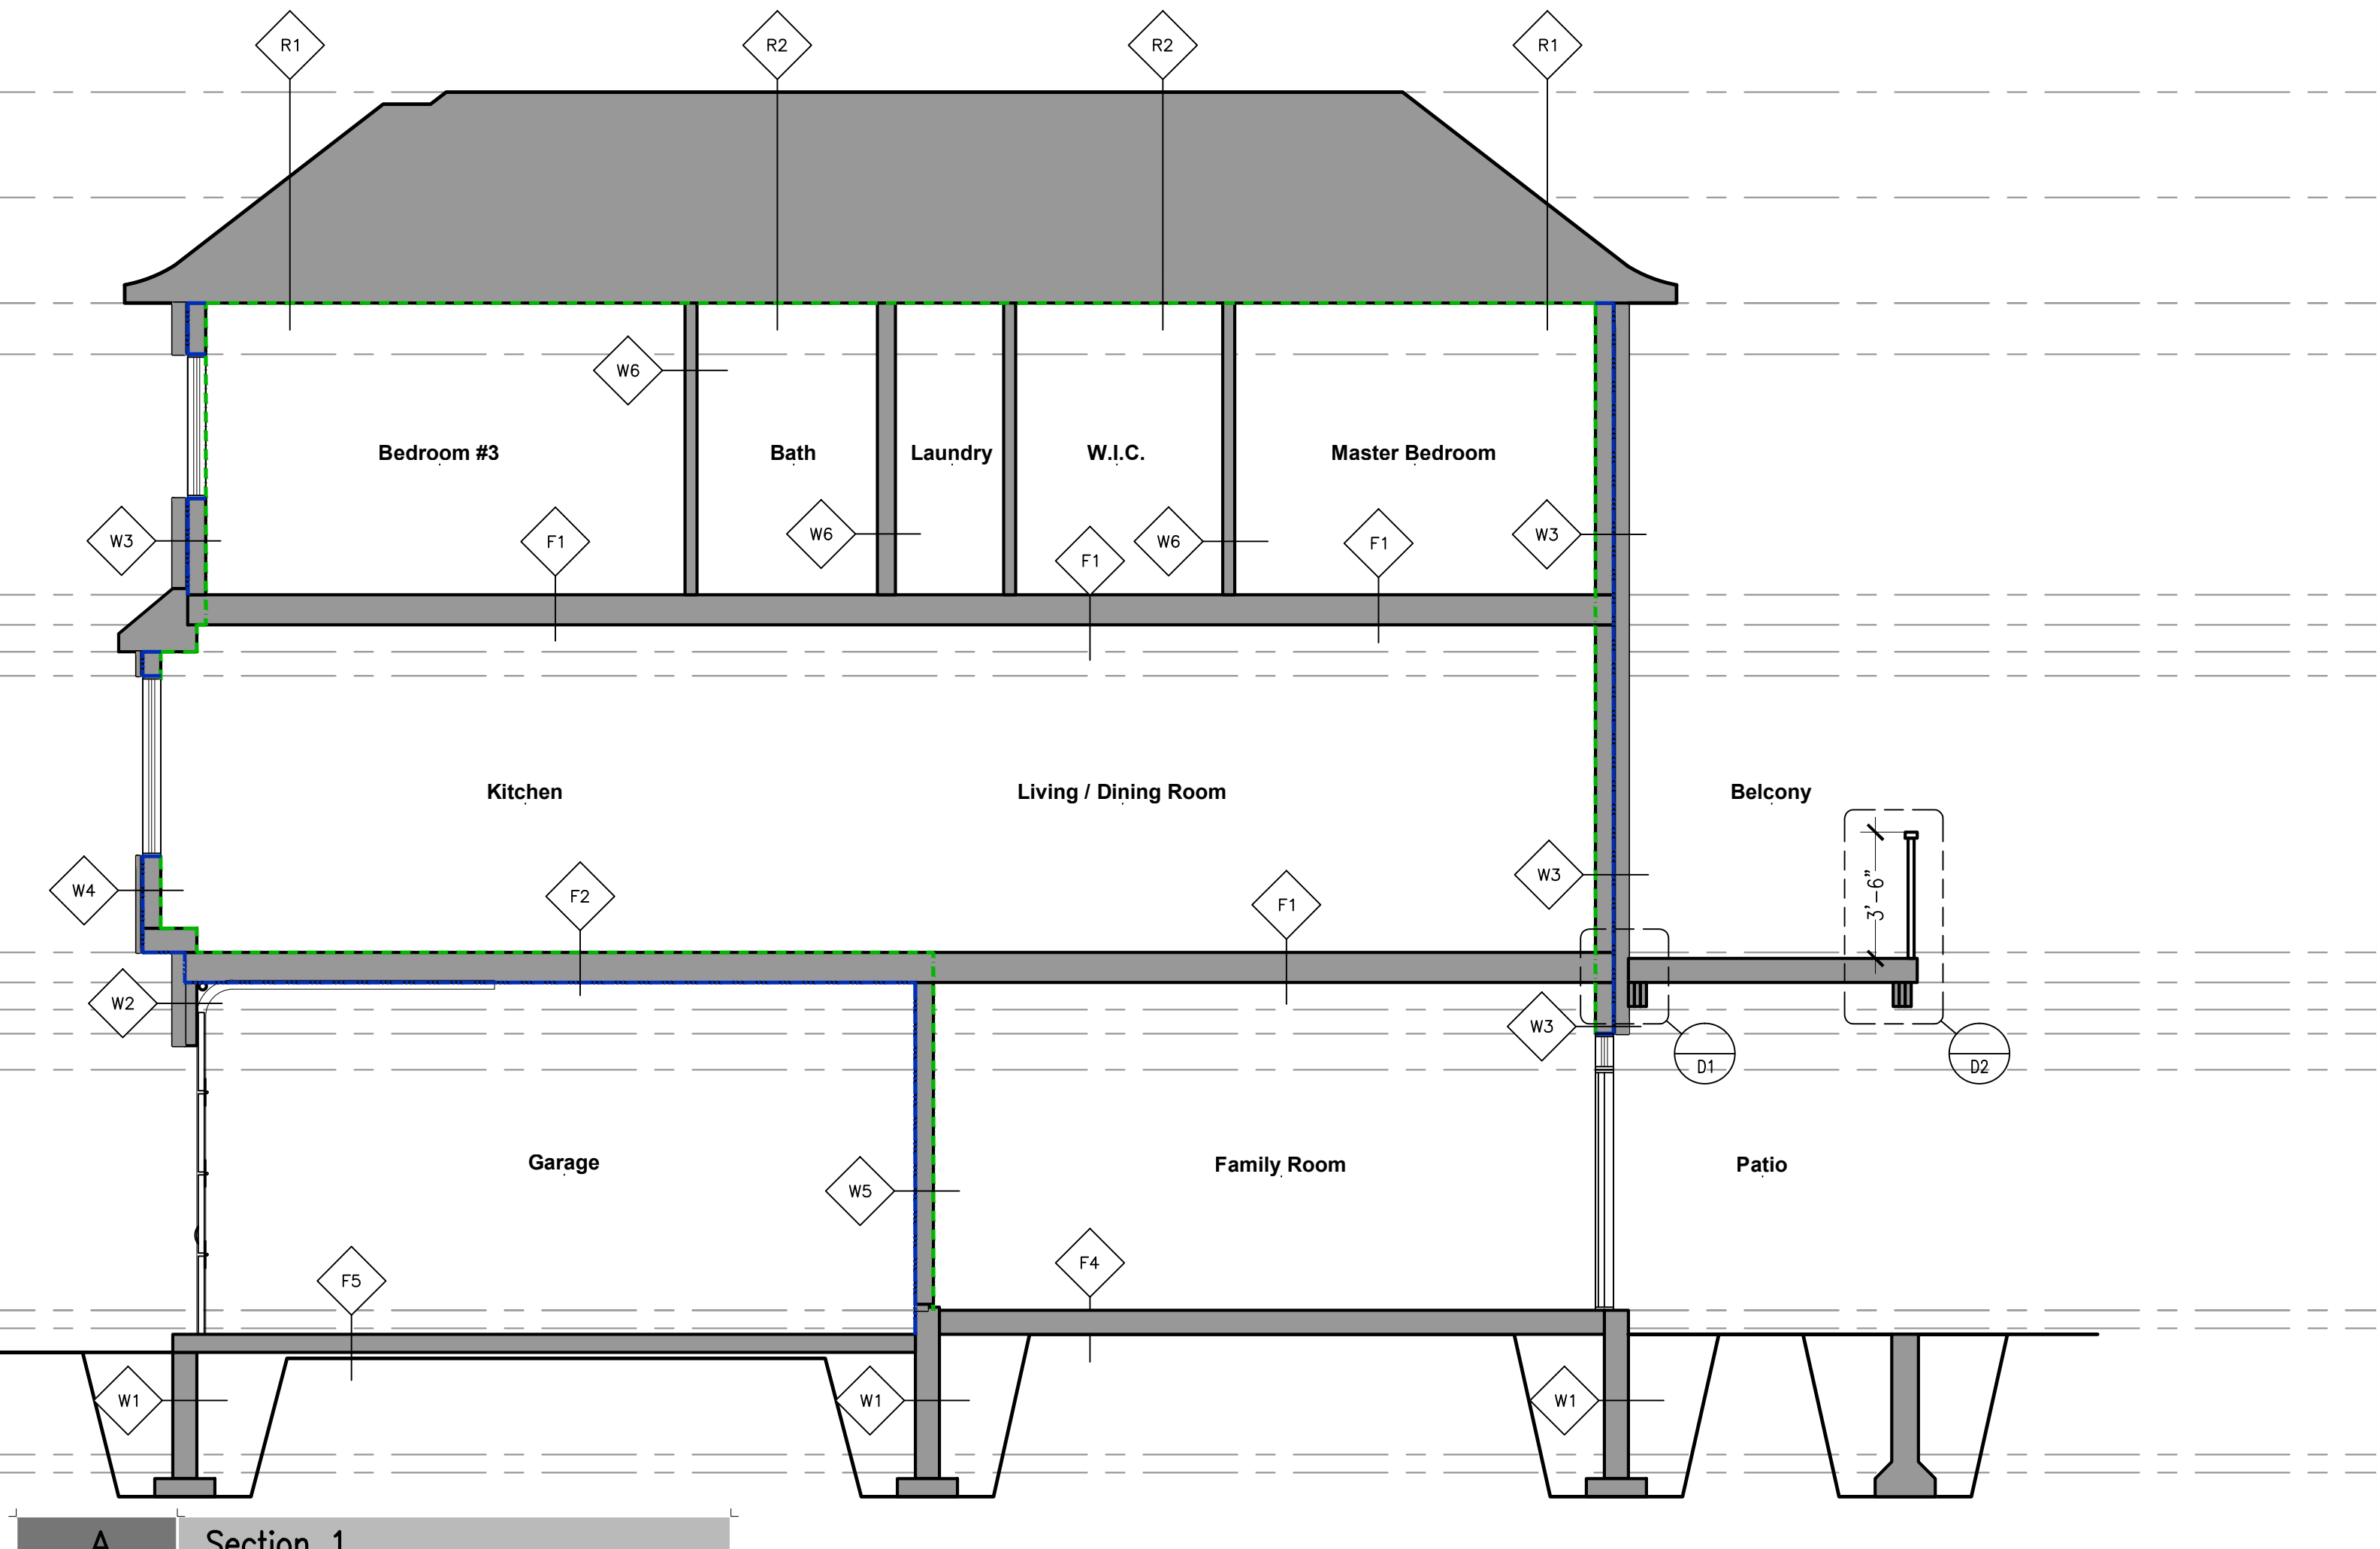 R1
R2
R2
R1
W6
Bedroom #3
Bath
Laundry
W.I.C.
Master Bedroom
W3
F1
W6
F1
W6
F1
W3
Kitchen
Living / Dining Room
Belcony
W4
F2
F1
W3
3'-6"
W2
W3
D1
D2
Garage
Family Room
Patio
W5
F5
F4
W1
W1
W1
A
Section 1